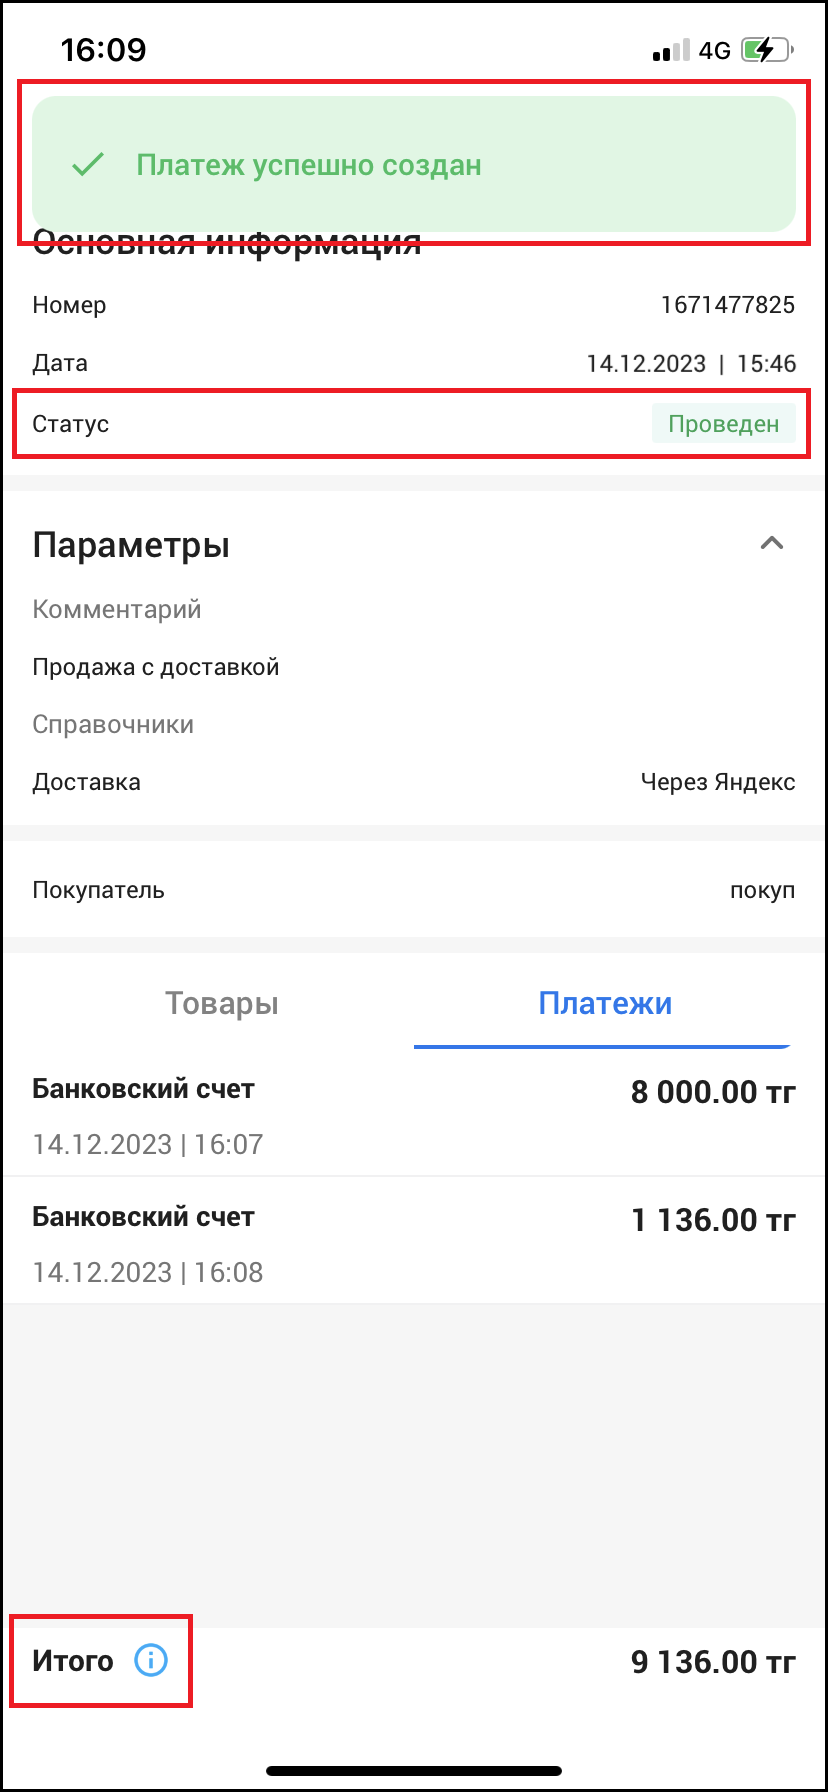 16:09 4G
Платеж успешно создан
Основная информация
Номер 1671477825
Дата 14.12.2023 | 15:46
Статус Проведен
Параметры
Комментарий
Продажа с доставкой
Справочники
Доставка Через Яндекс
Покупатель покуп
Товары Платежи
Банковский счет 8 000.00 тг
14.12.2023 | 16:07
Банковский счет 1 136.00 тг
14.12.2023 | 16:08
Итого 9 136.00 тг